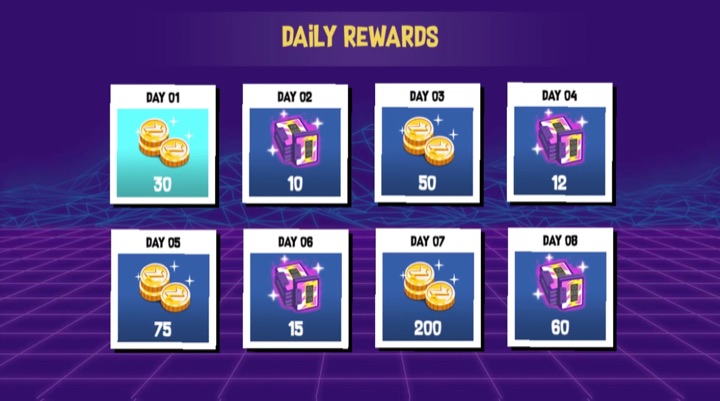 DAILY REWARDS
DAY 01
30
DAY 02
10
DAY 03
50
DAY 04
12
DAY 05
75
DAY 06
15
DAY 07
200
DAY 08
60